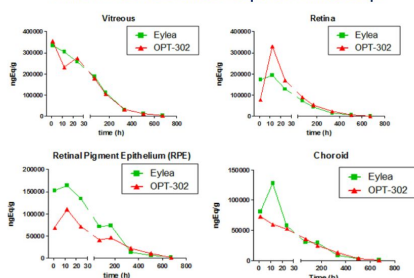 Vitreous
Eylea
OPT-302
400000
300000
200000
100000
0
ngEq/g
0 10 20 30 200 400 600 800
time (h)
Retina
Eylea
OPT-302
400000
300000
200000
100000
0
ngEq/g
0 10 20 30 200 400 600 800
time (h)
Retinal Pigment Epithelium (RPE)
Eylea
OPT-302
200000
150000
100000
50000
0
ngEq/g
0 10 20 30 200 400 600 800
time (h)
Choroid
Eylea
OPT-302
150000
100000
50000
0
ngEq/g
0 10 20 30 200 400 600 800
Time (h)